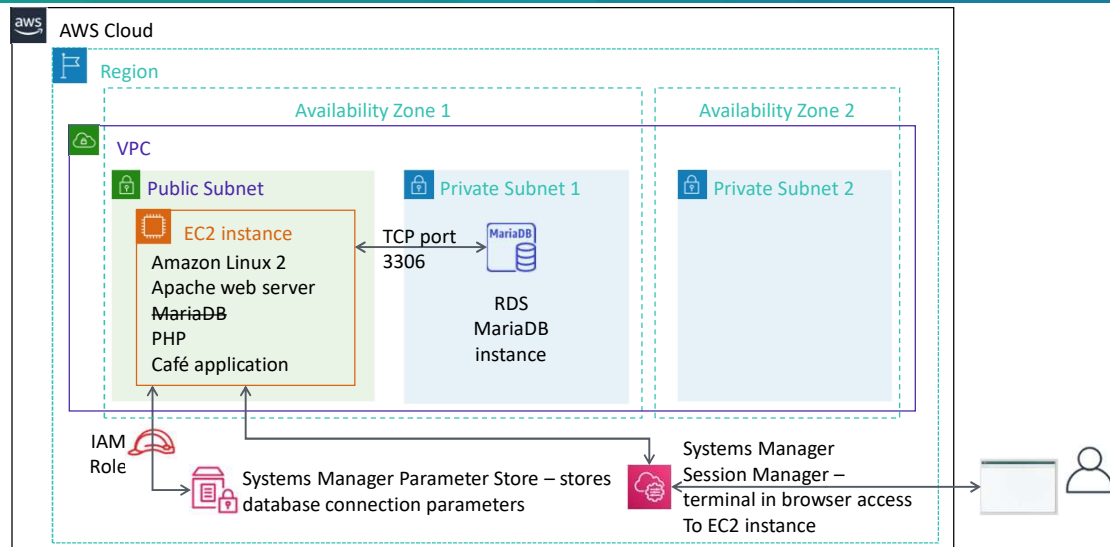 aws
AWS Cloud
Region
Availability Zone 1
Availability Zone 2
VPC
Public Subnet
Private Subnet 1
Private Subnet 2
EC2 instance
Amazon Linux 2
Apache web server
MariaDB
PHP
Café application
TCP port
3306
MariaDB
RDS
MariaDB
instance
IAM
Role
Systems Manager Parameter Store – stores
database connection parameters
Systems Manager
Session Manager –
terminal in browser access
To EC2 instance